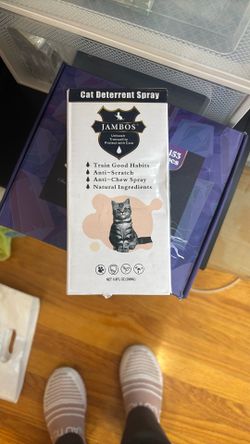 Cat Deterrent Spray
JAMBOS
Train Good Habits
Anti-Scratch
Anti-Chew Spray
Natural Ingredients